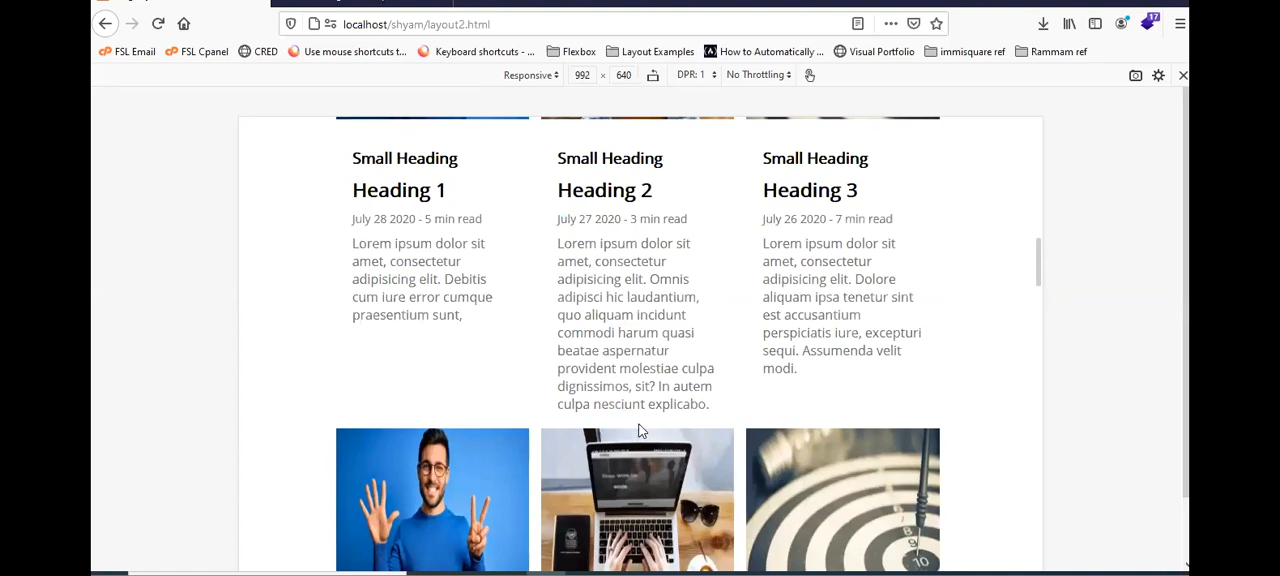 localhost/shyam/layout2.html
17
FSL Email FSL Cpanel CRED Use mouse shortcuts t... Keyboard shortcuts - ... Flexbox Layout Examples How to Automatically ... Visual Portfolio immisquare ref Rammam ref
Responsive 992 × 640 DPR: 1 No Throttling
Small Heading
Heading 1
July 28 2020 - 5 min read
Lorem ipsum dolor sit
amet, consectetur
adipisicing elit. Debitis
cum iure error cumque
praesentium sunt,
Small Heading
Heading 2
July 27 2020 - 3 min read
Lorem ipsum dolor sit
amet, consectetur
adipisicing elit. Omnis
adipisci hic laudantium,
quo aliquam incidunt
commodi harum quasi
beatae aspernatur
provident molestiae culpa
dignissimos, sit? In autem
culpa nesciunt explicabo.
Small Heading
Heading 3
July 26 2020 - 7 min read
Lorem ipsum dolor sit
amet, consectetur
adipisicing elit. Dolore
aliquam ipsa tenetur sint
est accusantium
perspiciatis iure, excepturi
sequi. Assumenda velit
modi.
8
9
10